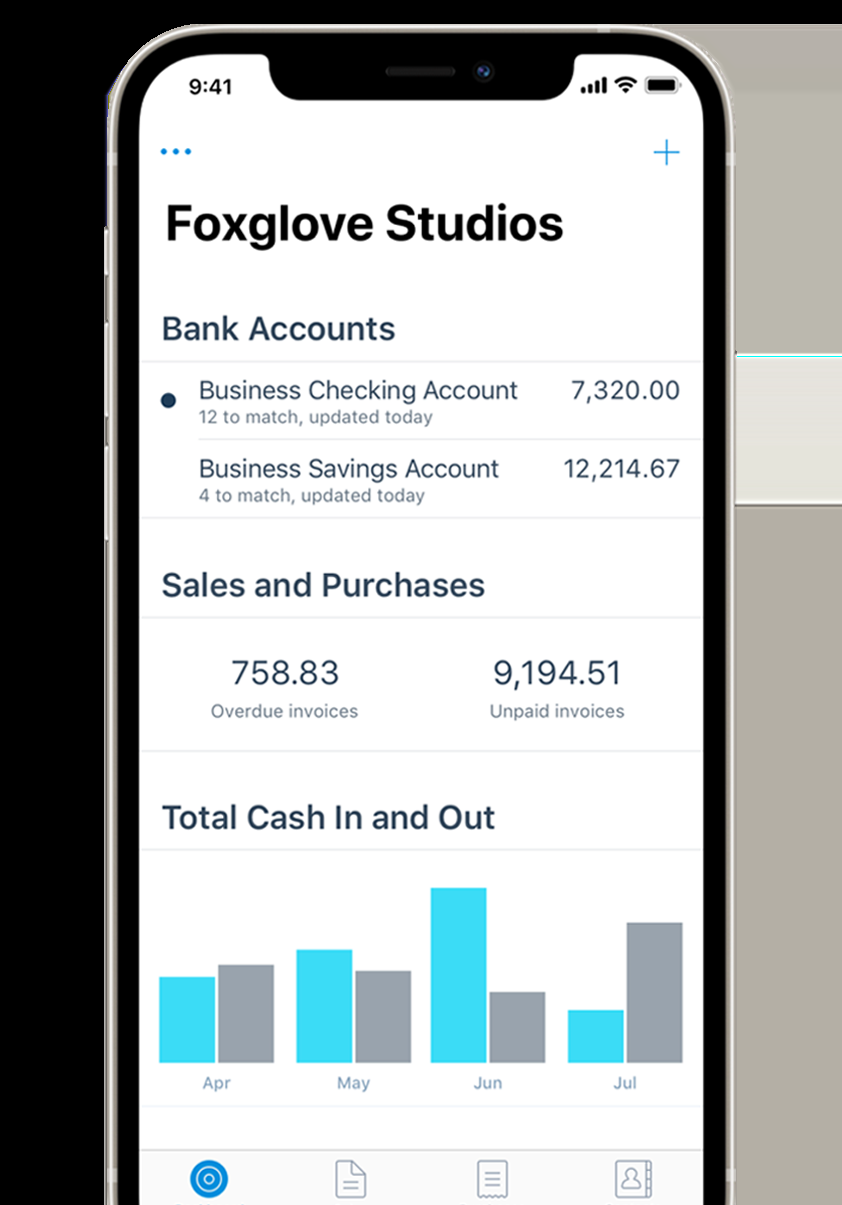 9:41
Foxglove Studios
Bank Accounts
Business Checking Account 7,320.00
12 to match, updated today
Business Savings Account 12,214.67
4 to match, updated today
Sales and Purchases
758.83 9,194.51
Overdue invoices Unpaid invoices
Total Cash In and Out
Apr May Jun Jul